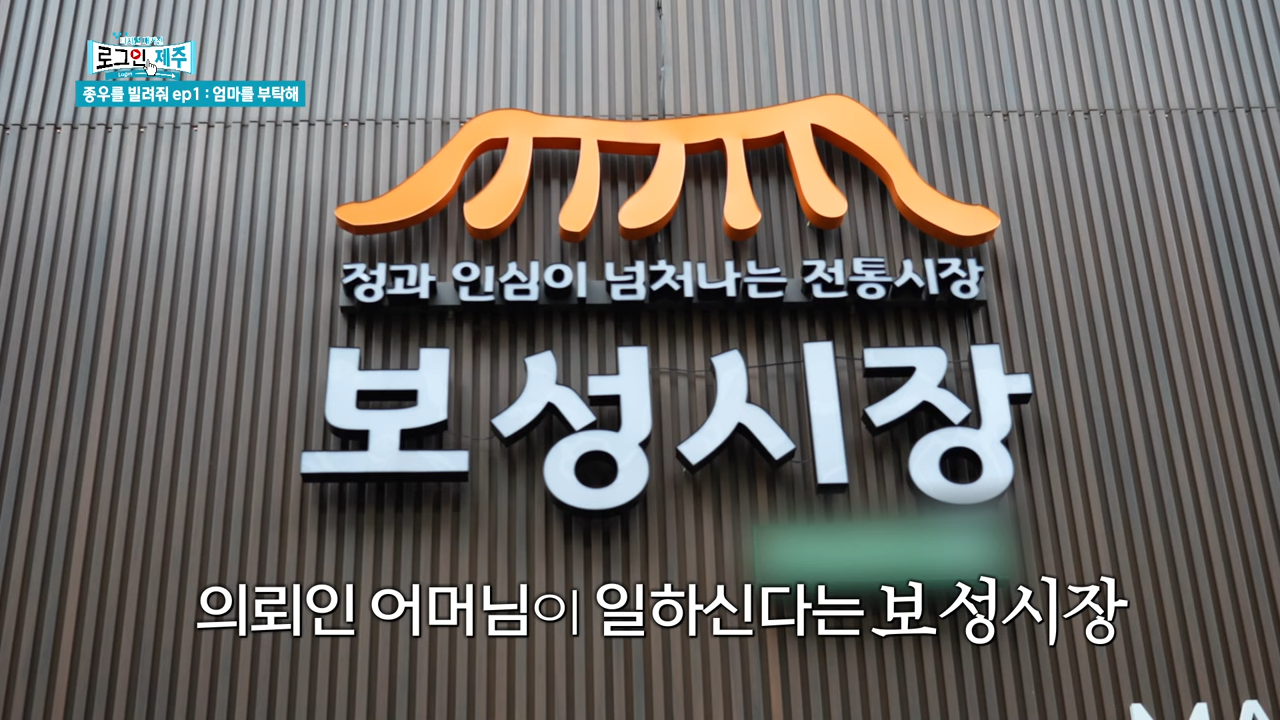 로그인 제주
Login
종우를 빌려줘 ep1 : 엄마를 부탁해
정과 인심이 넘쳐나는 전통시장
보성시장
의뢰인 어머님이 일하신다는 보성시장
MA